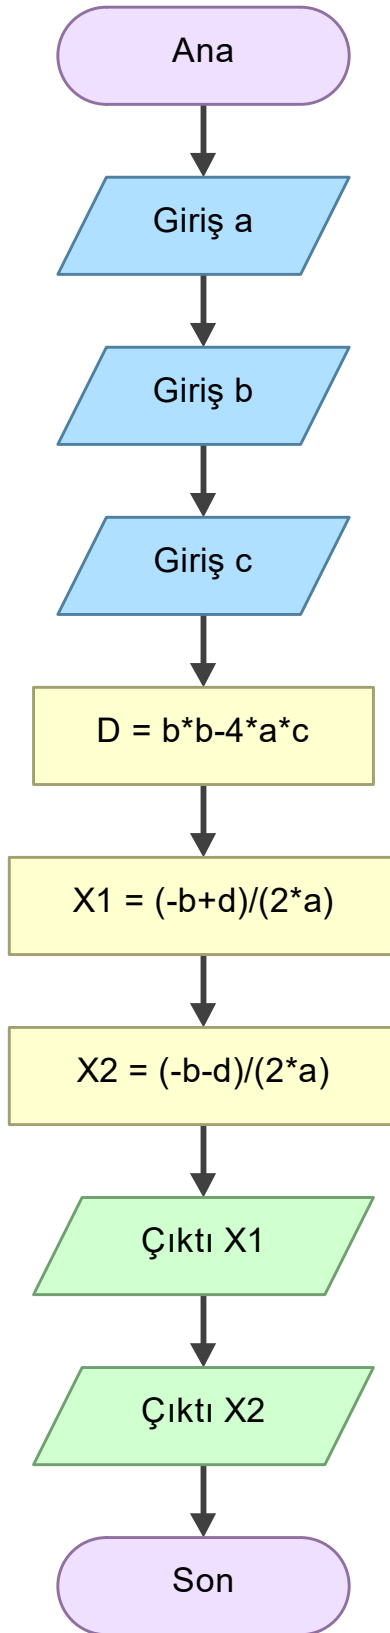 Ana
Giriş a
Giriş b
Giriş c
D = b*b-4*a*c
X1 = (-b+d)/(2*a)
X2 = (-b-d)/(2*a)
Çıktı X1
Çıktı X2
Son